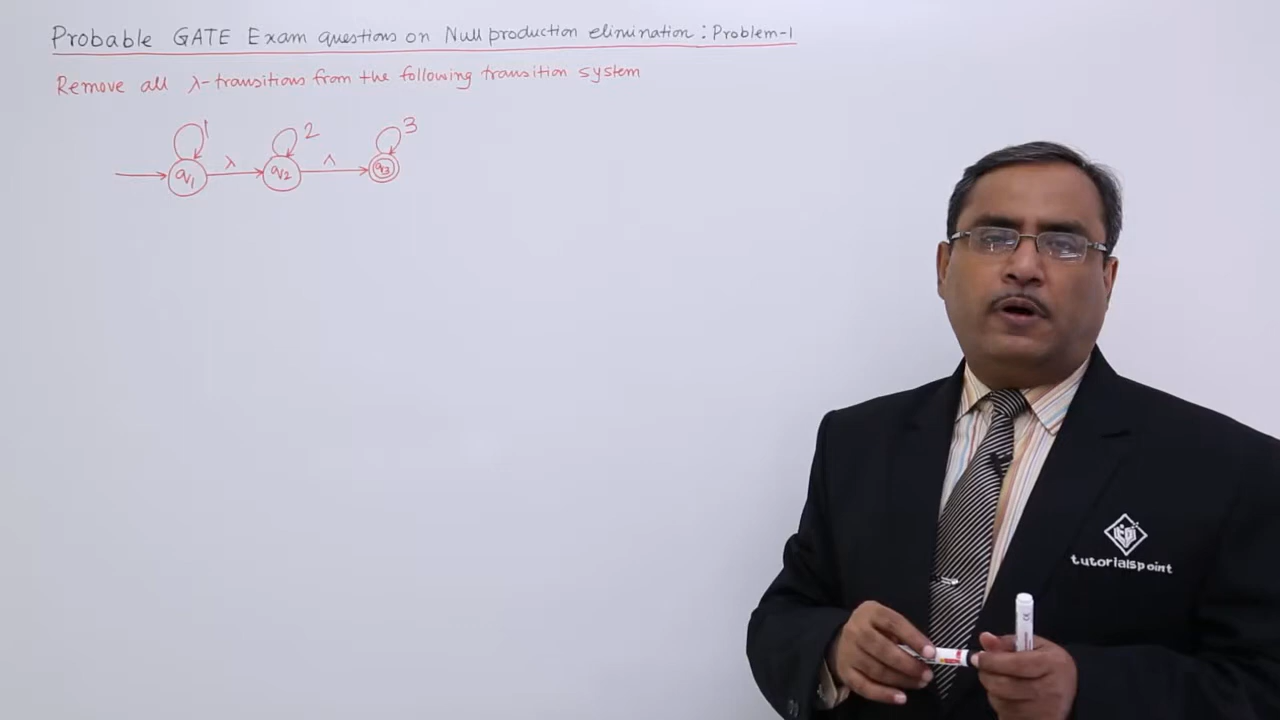 Probable GATE Exam questions on Null production elimination : Problem-1
Remove all λ-transitions from the following transition system
1 2 3
λ λ
q1 q2 q3
tutorialspoint